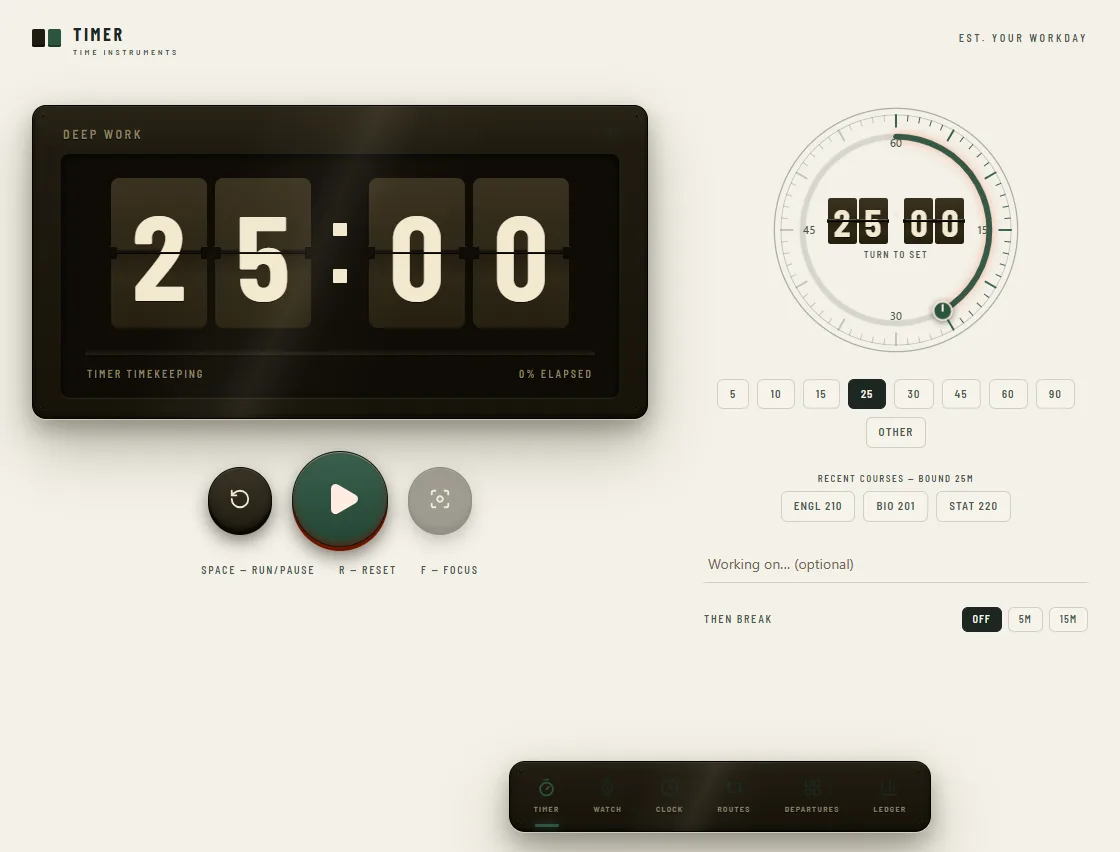 TIMER
TIME INSTRUMENTS
EST. YOUR WORKDAY
DEEP WORK
25:00
TIMER TIMEKEEPING
0% ELAPSED
SPACE — RUN/PAUSE
R — RESET
F — FOCUS
60
45
15
30
25 00
TURN TO SET
5
10
15
25
30
45
60
90
OTHER
RECENT COURSES — BOUND 25M
ENGL 210
BIO 201
STAT 220
Working on... (optional)
THEN BREAK
OFF
5M
15M
TIMER
WATCH
CLOCK
ROUTES
DEPARTURES
LEDGER